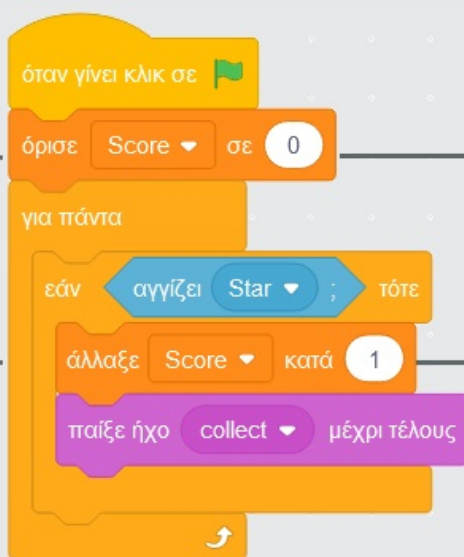 όταν γίνει κλικ σε
όρισε Score σε 0
για πάντα
εάν αγγίζει Star ; τότε
άλλαξε Score κατά 1
παίξε ήχο collect μέχρι τέλους